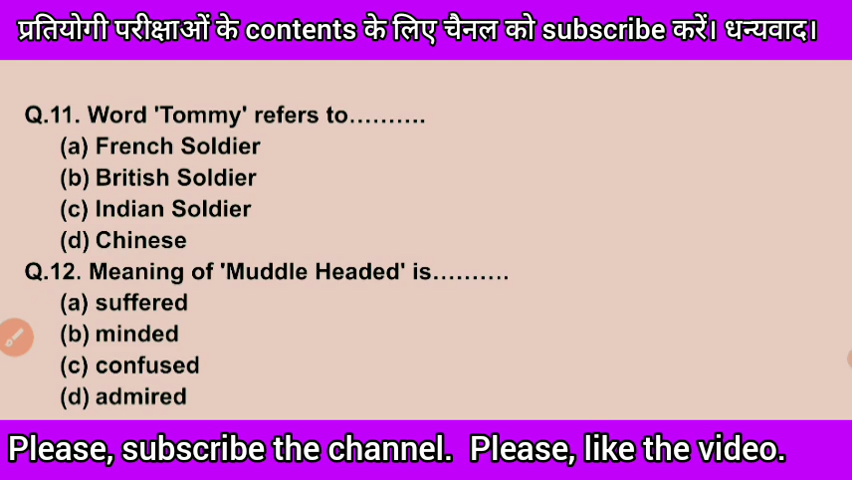 प्रतियोगी परीक्षाओं के contents के लिए चैनल को subscribe करें। धन्यवाद।
Q.11. Word 'Tommy' refers to..........
(a) French Soldier
(b) British Soldier
(c) Indian Soldier
(d) Chinese
Q.12. Meaning of 'Muddle Headed' is..........
(a) suffered
(b) minded
(c) confused
(d) admired
Please, subscribe the channel.  Please, like the video.